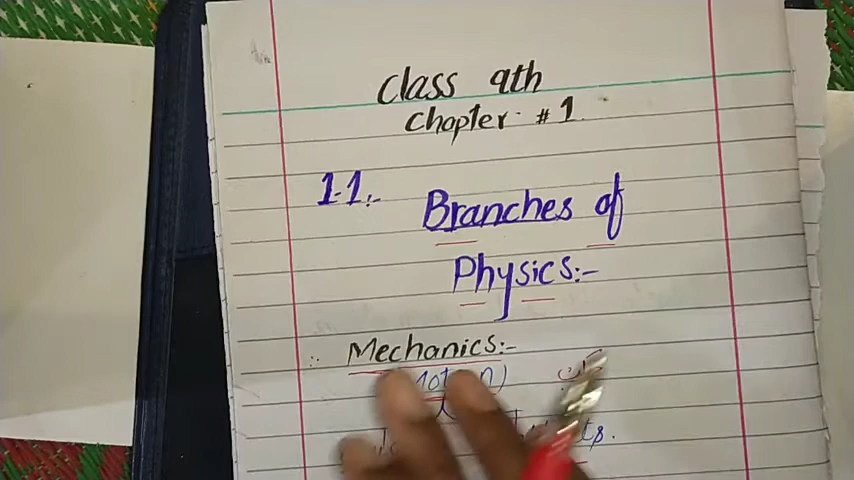 Class 9th
Chapter # 1.
1.1:-
Branches of
Physics:-
∴ Mechanics:-